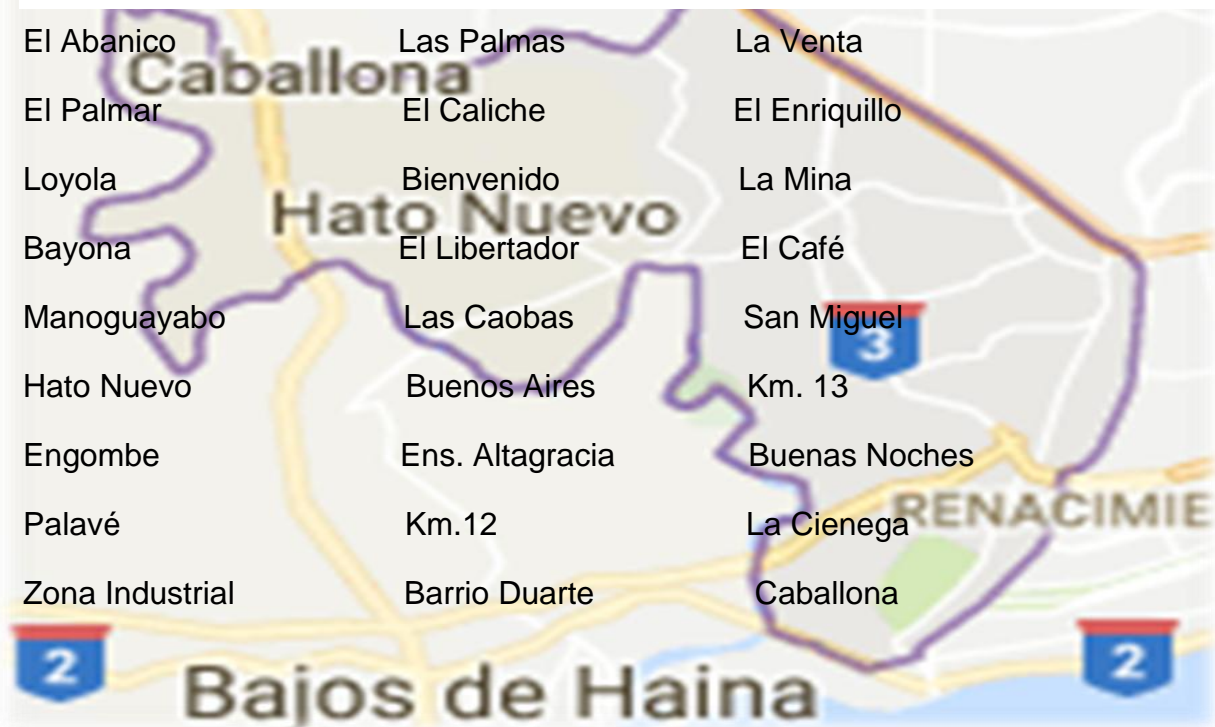 El Abanico Las Palmas La Venta
Caballona
El Palmar El Caliche El Enriquillo
Loyola Bienvenido La Mina
Hato Nuevo
Bayona El Libertador El Café
Manoguayabo Las Caobas San Miguel
3
Hato Nuevo Buenos Aires Km. 13
Engombe Ens. Altagracia Buenas Noches
RENACIMIE
Palavé Km.12 La Cienega
Zona Industrial Barrio Duarte Caballona
2 2
Bajos de Haina